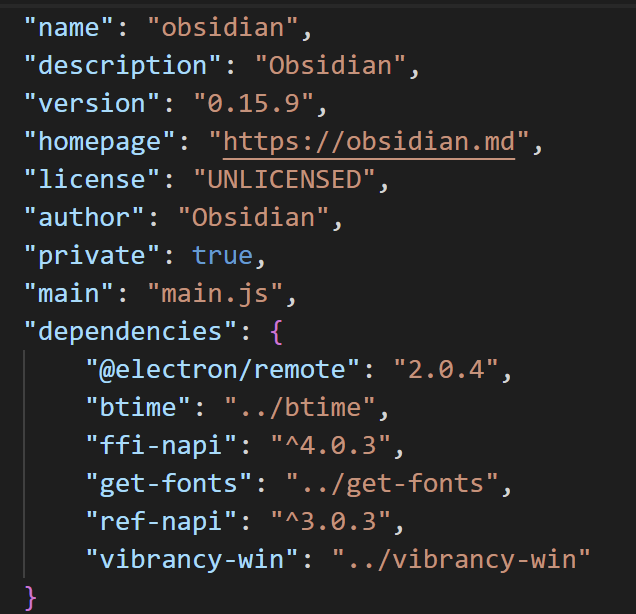 "name": "obsidian",
"description": "Obsidian",
"version": "0.15.9",
"homepage": "https://obsidian.md",
"license": "UNLICENSED",
"author": "Obsidian",
"private": true,
"main": "main.js",
"dependencies": {
    "@electron/remote": "2.0.4",
    "btime": "../btime",
    "ffi-napi": "^4.0.3",
    "get-fonts": "../get-fonts",
    "ref-napi": "^3.0.3",
    "vibrancy-win": "../vibrancy-win"
}